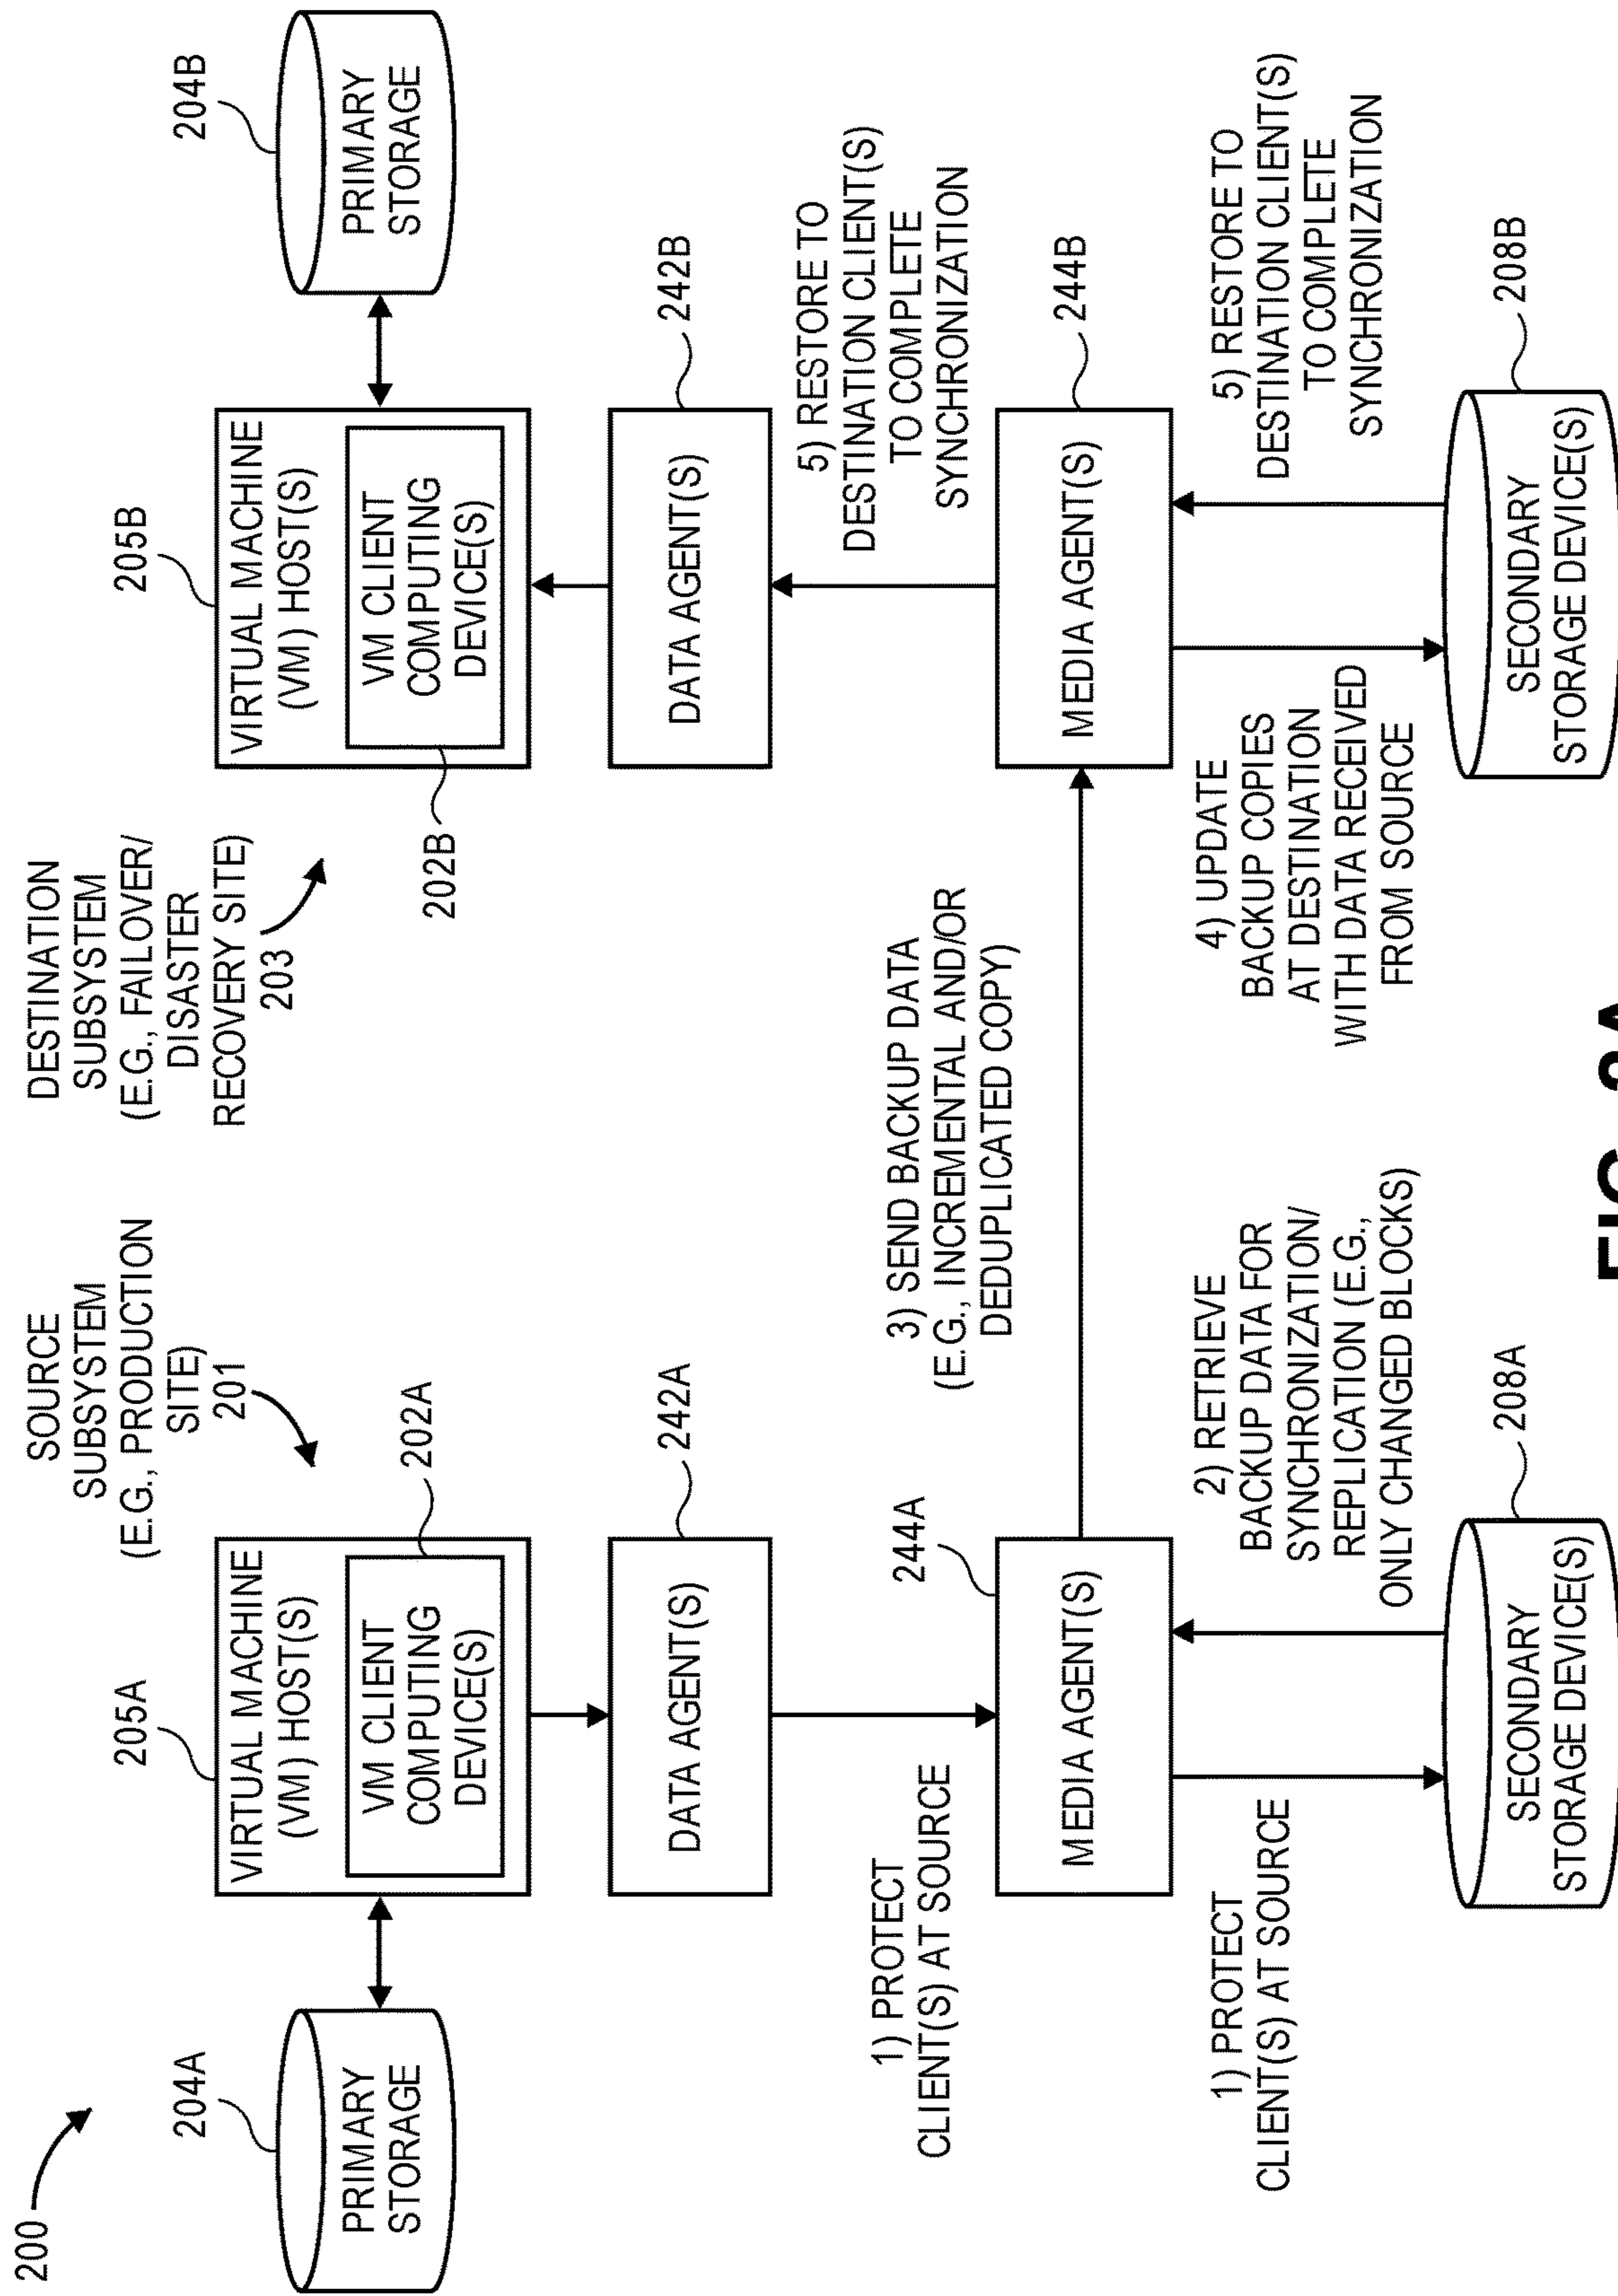 200
SOURCE
SUBSYSTEM
(E.G., PRODUCTION
SITE)
201
DESTINATION
SUBSYSTEM
(E.G., FAILOVER/
DISASTER
RECOVERY SITE)
203
204A
PRIMARY
STORAGE
205A
VIRTUAL MACHINE
(VM) HOST(S)
VM CLIENT
COMPUTING
DEVICE(S)
202A
205B
VIRTUAL MACHINE
(VM) HOST(S)
VM CLIENT
COMPUTING
DEVICE(S)
202B
204B
PRIMARY
STORAGE
DATA AGENT(S)
242A
DATA AGENT(S)
242B
1) PROTECT
CLIENT(S) AT SOURCE
3) SEND BACKUP DATA
(E.G., INCREMENTAL AND/OR
DEDUPLICATED COPY)
5) RESTORE TO
DESTINATION CLIENT(S)
TO COMPLETE
SYNCHRONIZATION
244A
MEDIA AGENT(S)
MEDIA AGENT(S)
244B
1) PROTECT
CLIENT(S) AT SOURCE
2) RETRIEVE
BACKUP DATA FOR
SYNCHRONIZATION/
REPLICATION (E.G.,
ONLY CHANGED BLOCKS)
4) UPDATE
BACKUP COPIES
AT DESTINATION
WITH DATA RECEIVED
FROM SOURCE
5) RESTORE TO
DESTINATION CLIENT(S)
TO COMPLETE
SYNCHRONIZATION
SECONDARY
STORAGE DEVICE(S)
208A
SECONDARY
STORAGE DEVICE(S)
208B